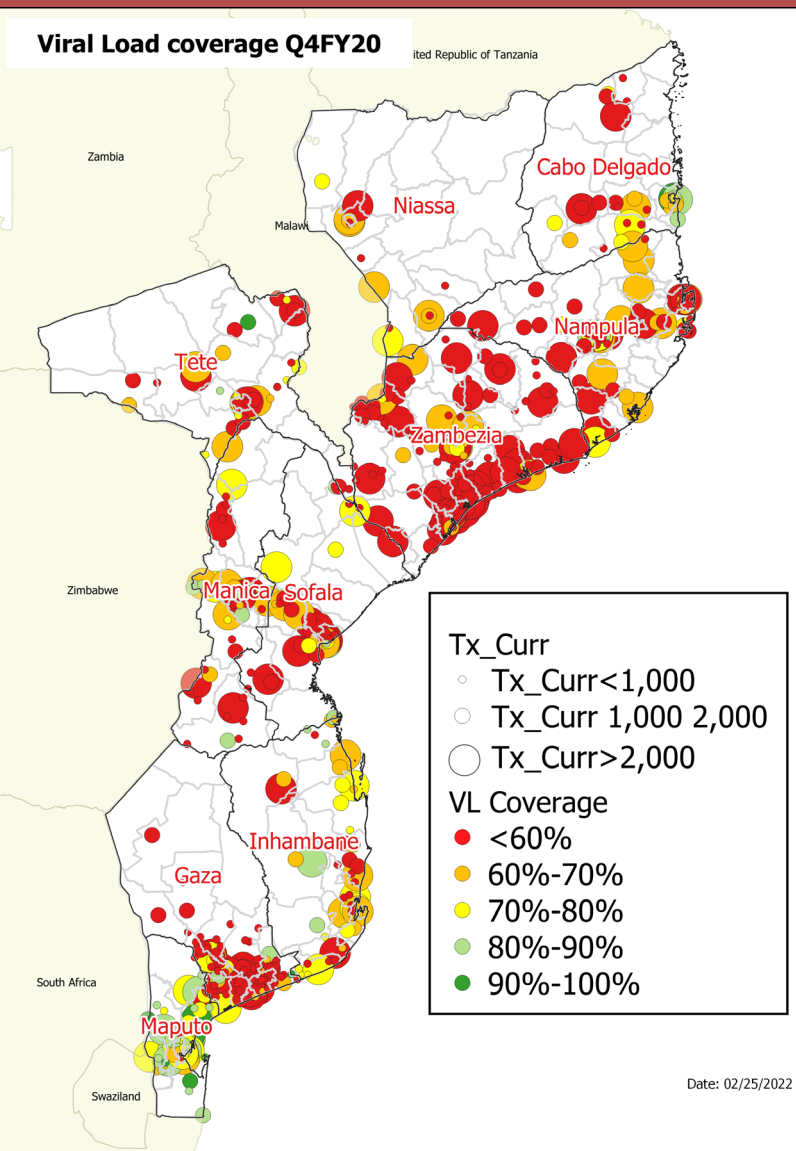 Viral Load coverage Q4FY20
ited Republic of Tanzania
Zambia
Cabo Delgado
Niassa
Malawi
Nampula
Tete
Zambezia
Zimbabwe
Manica
Sofala
Inhambane
Gaza
South Africa
Maputo
Swaziland
Tx_Curr
Tx_Curr<1,000
Tx_Curr 1,000 2,000
Tx_Curr>2,000
VL Coverage
<60%
60%-70%
70%-80%
80%-90%
90%-100%
Date: 02/25/2022